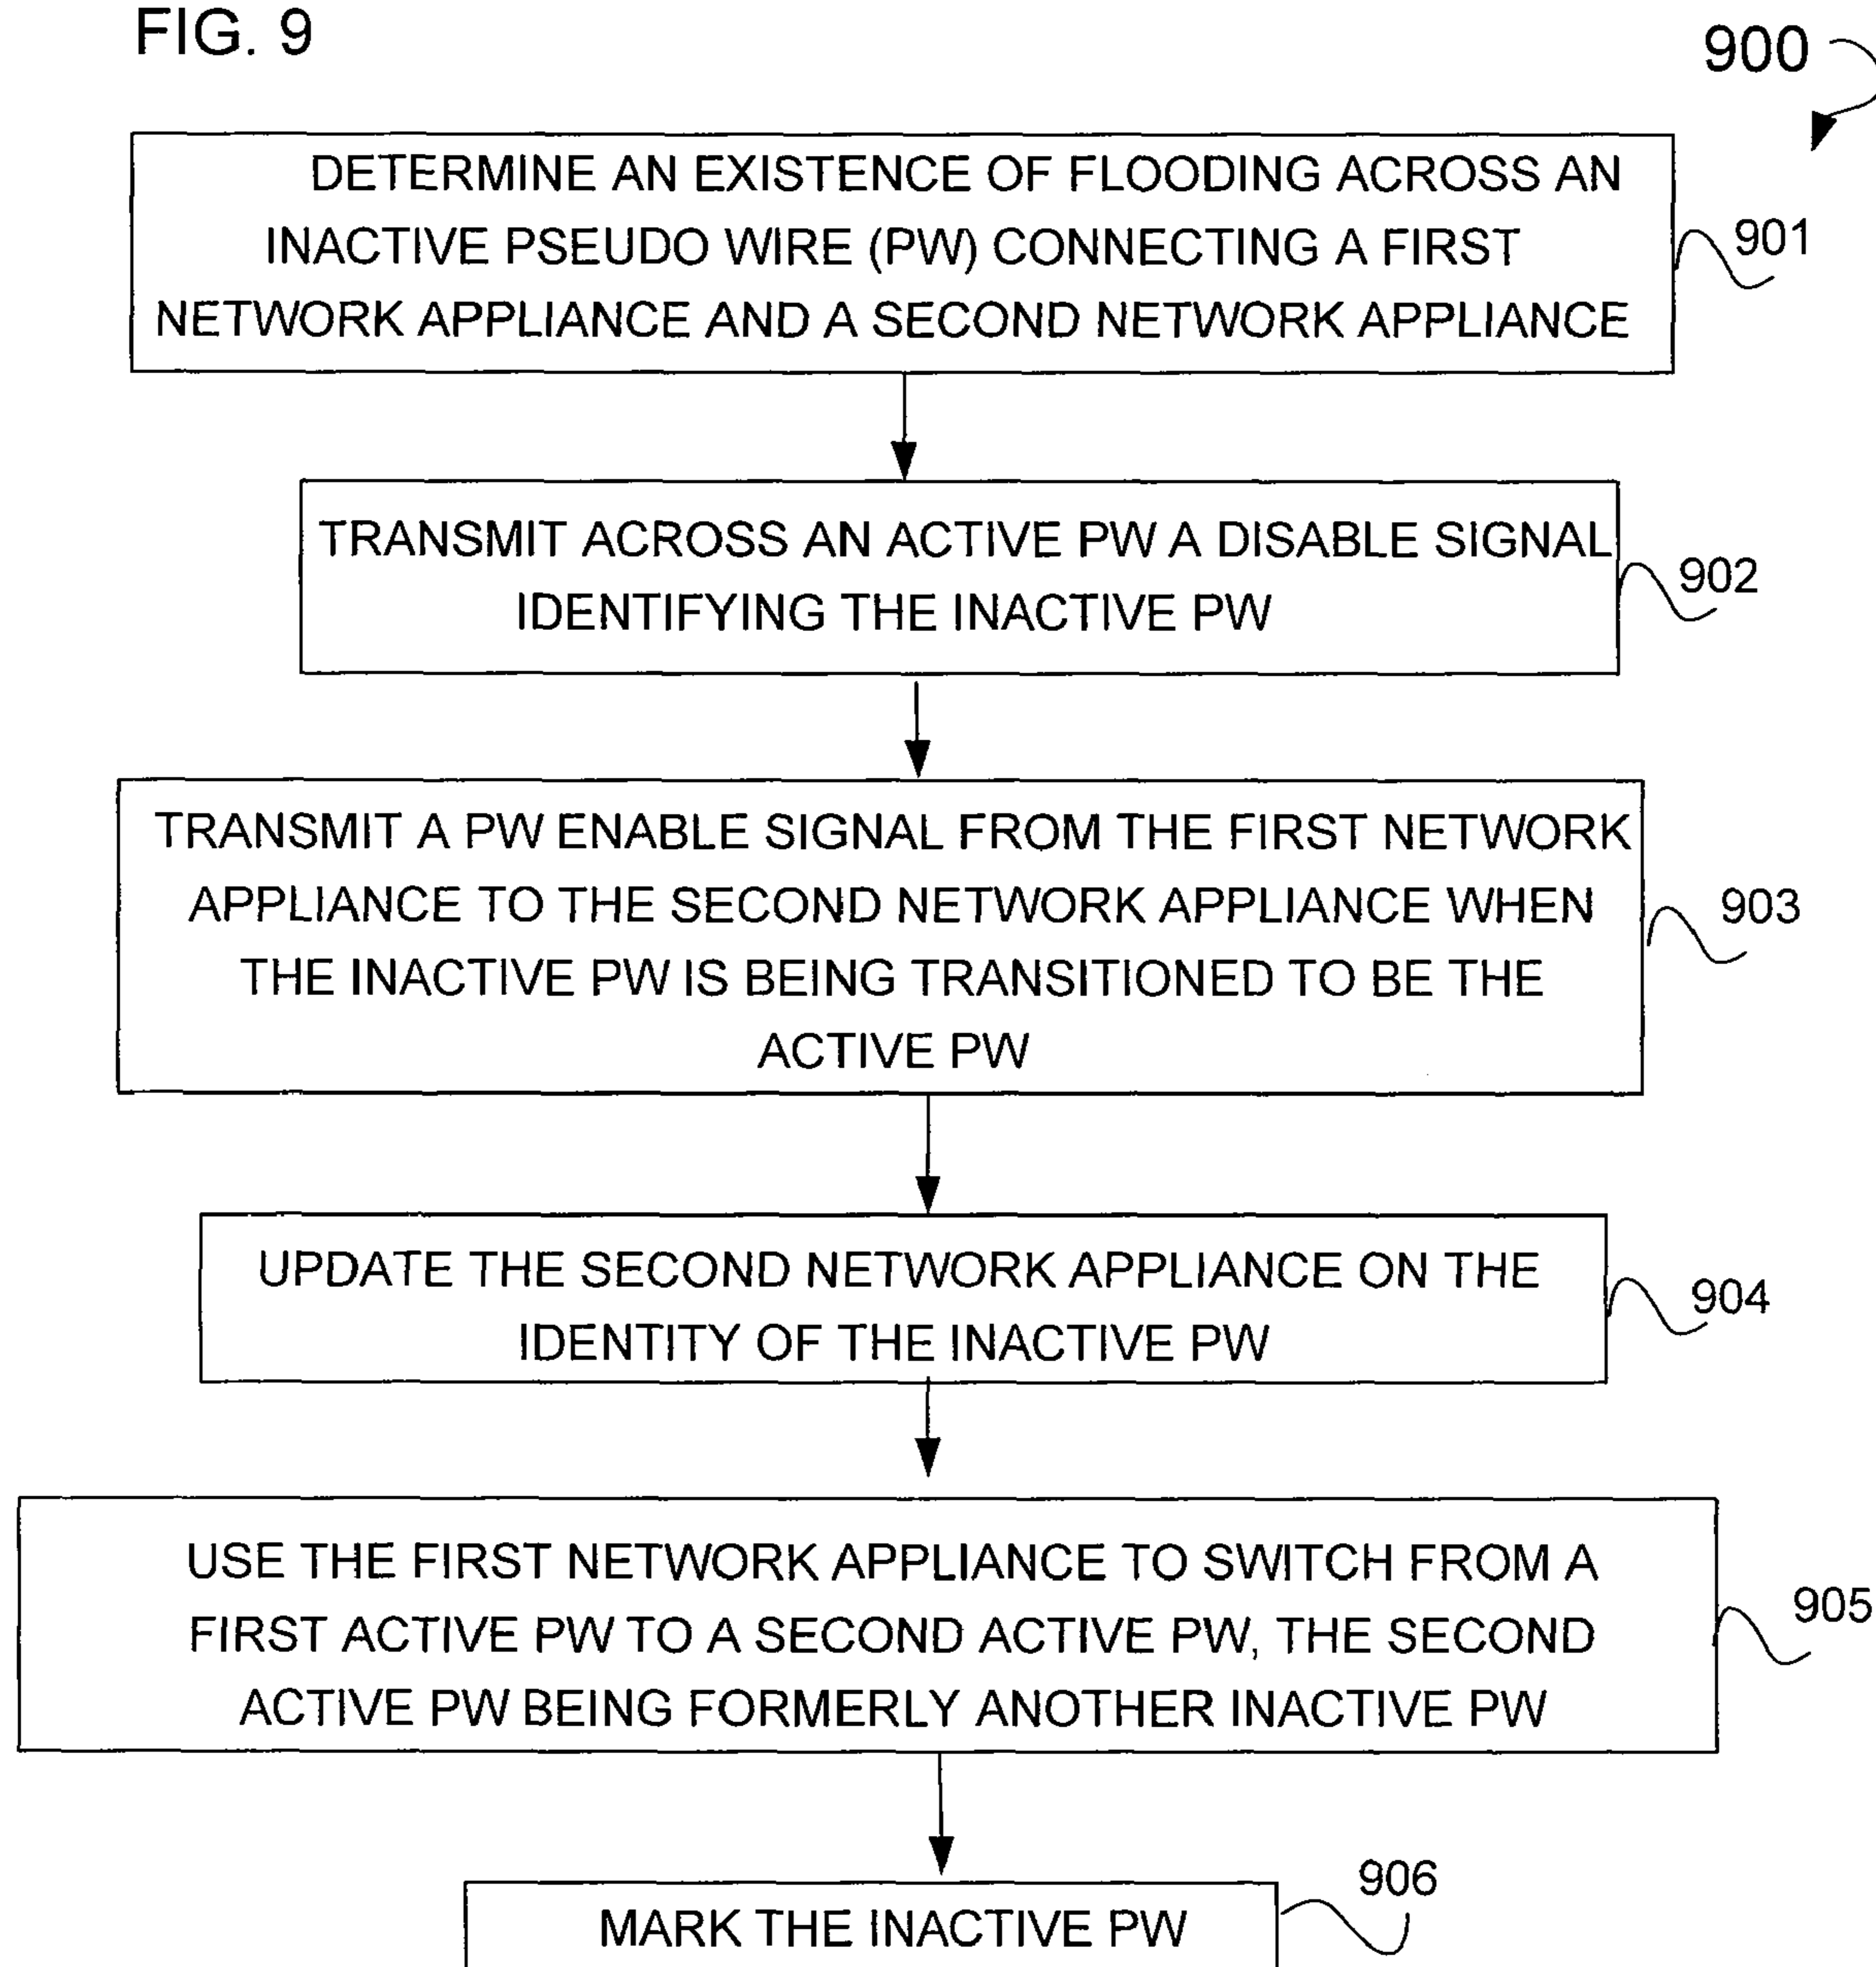 FIG. 9
900
DETERMINE AN EXISTENCE OF FLOODING ACROSS AN
INACTIVE PSEUDO WIRE (PW) CONNECTING A FIRST
NETWORK APPLIANCE AND A SECOND NETWORK APPLIANCE
901
TRANSMIT ACROSS AN ACTIVE PW A DISABLE SIGNAL
IDENTIFYING THE INACTIVE PW
902
TRANSMIT A PW ENABLE SIGNAL FROM THE FIRST NETWORK
APPLIANCE TO THE SECOND NETWORK APPLIANCE WHEN
THE INACTIVE PW IS BEING TRANSITIONED TO BE THE
ACTIVE PW
903
UPDATE THE SECOND NETWORK APPLIANCE ON THE
IDENTITY OF THE INACTIVE PW
904
USE THE FIRST NETWORK APPLIANCE TO SWITCH FROM A
FIRST ACTIVE PW TO A SECOND ACTIVE PW, THE SECOND
ACTIVE PW BEING FORMERLY ANOTHER INACTIVE PW
905
MARK THE INACTIVE PW
906